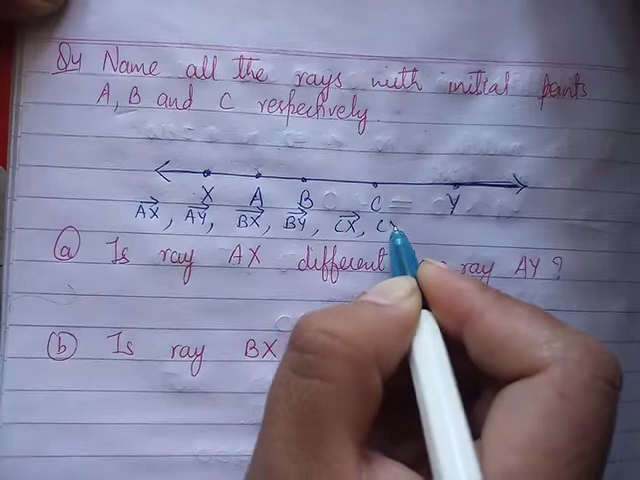 Q4 Name all the rays with initial points
A, B and C respectively.
X A B C Y
AX, AY, BX, BY, CX, C
(a) Is ray AX different ray AY?
(b) Is ray BX